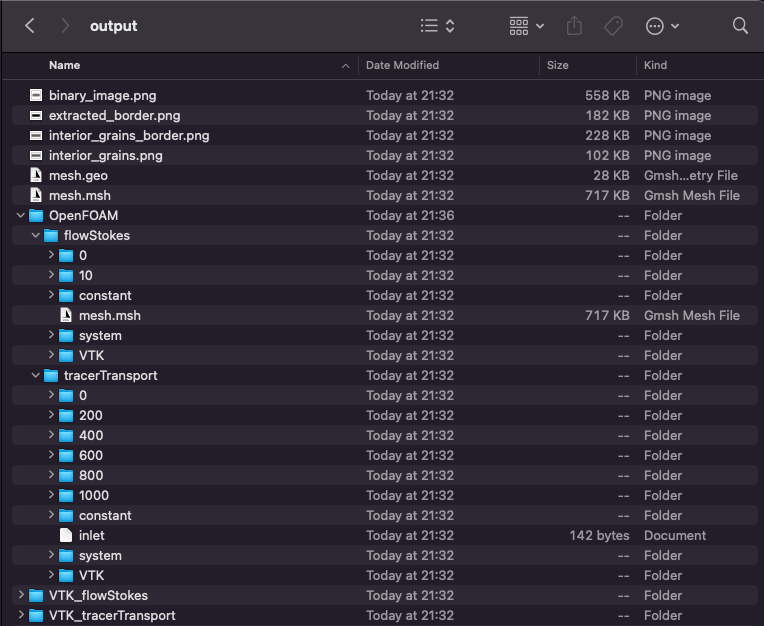 output
Name Date Modified Size Kind
binary_image.png Today at 21:32 558 KB PNG image
extracted_border.png Today at 21:32 182 KB PNG image
interior_grains_border.png Today at 21:32 228 KB PNG image
interior_grains.png Today at 21:32 102 KB PNG image
mesh.geo Today at 21:32 28 KB Gmsh...etry File
mesh.msh Today at 21:32 717 KB Gmsh Mesh File
OpenFOAM Today at 21:36 -- Folder
flowStokes Today at 21:32 -- Folder
0 Today at 21:32 -- Folder
10 Today at 21:32 -- Folder
constant Today at 21:32 -- Folder
mesh.msh Today at 21:32 717 KB Gmsh Mesh File
system Today at 21:32 -- Folder
VTK Today at 21:32 -- Folder
tracerTransport Today at 21:32 -- Folder
0 Today at 21:32 -- Folder
200 Today at 21:32 -- Folder
400 Today at 21:32 -- Folder
600 Today at 21:32 -- Folder
800 Today at 21:32 -- Folder
1000 Today at 21:32 -- Folder
constant Today at 21:32 -- Folder
inlet Today at 21:32 142 bytes Document
system Today at 21:32 -- Folder
VTK Today at 21:32 -- Folder
VTK_flowStokes Today at 21:32 -- Folder
VTK_tracerTransport Today at 21:32 -- Folder